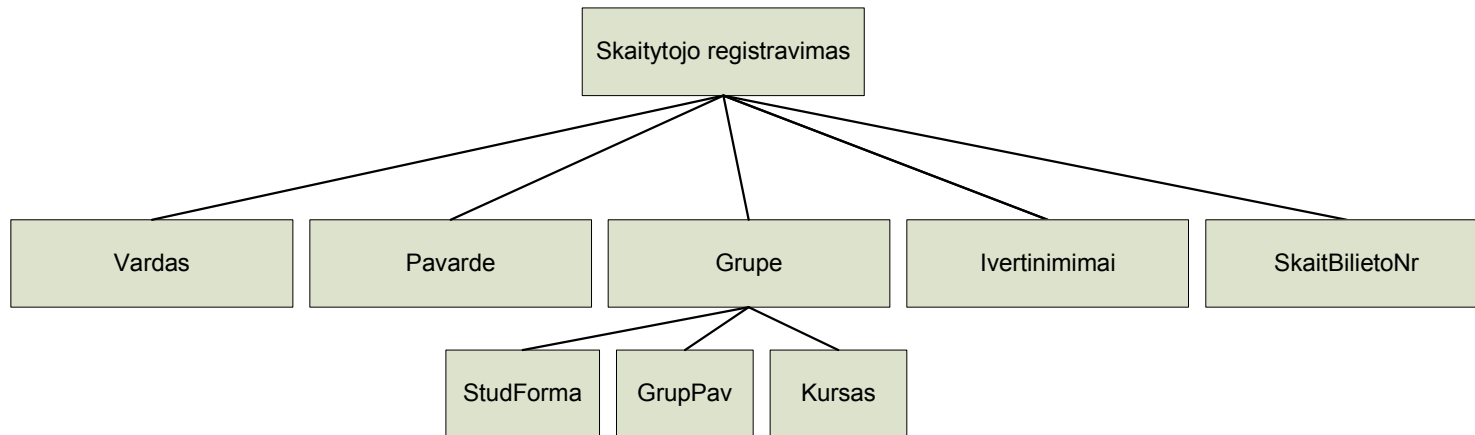 Skaitytojo registravimas
Vardas
Pavarde
Grupe
Ivertinimimai
SkaitBilietoNr
StudForma
GrupPav
Kursas